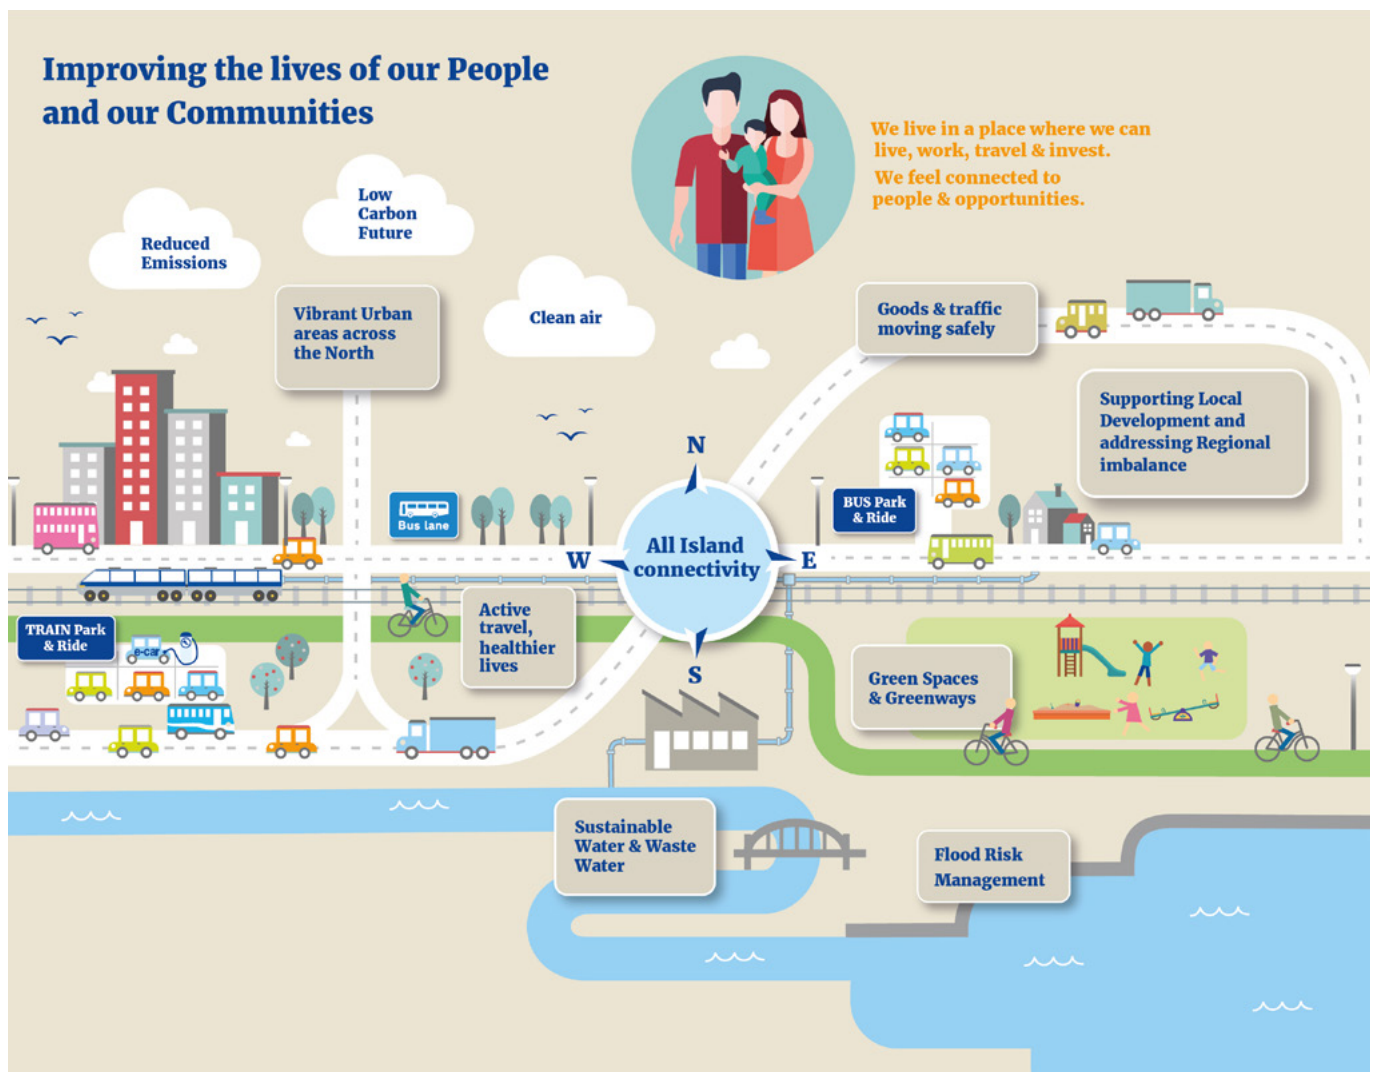 Improving the lives of our People
and our Communities
We live in a place where we can
live, work, travel & invest.
We feel connected to
people & opportunities.
Low
Carbon
Future
Reduced
Emissions
Clean air
Vibrant Urban
areas across
the North
Goods & traffic
moving safely
Supporting Local
Development and
addressing Regional
imbalance
N
Bus lane
BUS Park
& Ride
W
All Island
connectivity
E
S
TRAIN Park
& Ride
e-car
Active
travel,
healthier
lives
Green Spaces
& Greenways
Sustainable
Water & Waste
Water
Flood Risk
Management